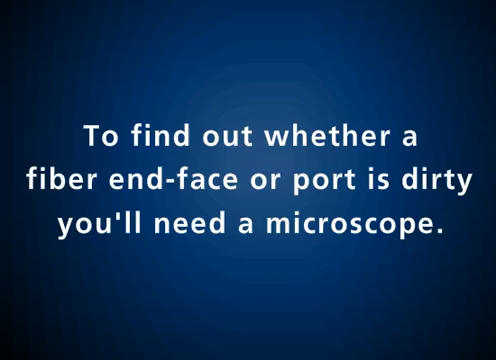 To find out whether a
fiber end-face or port is dirty
you'll need a microscope.